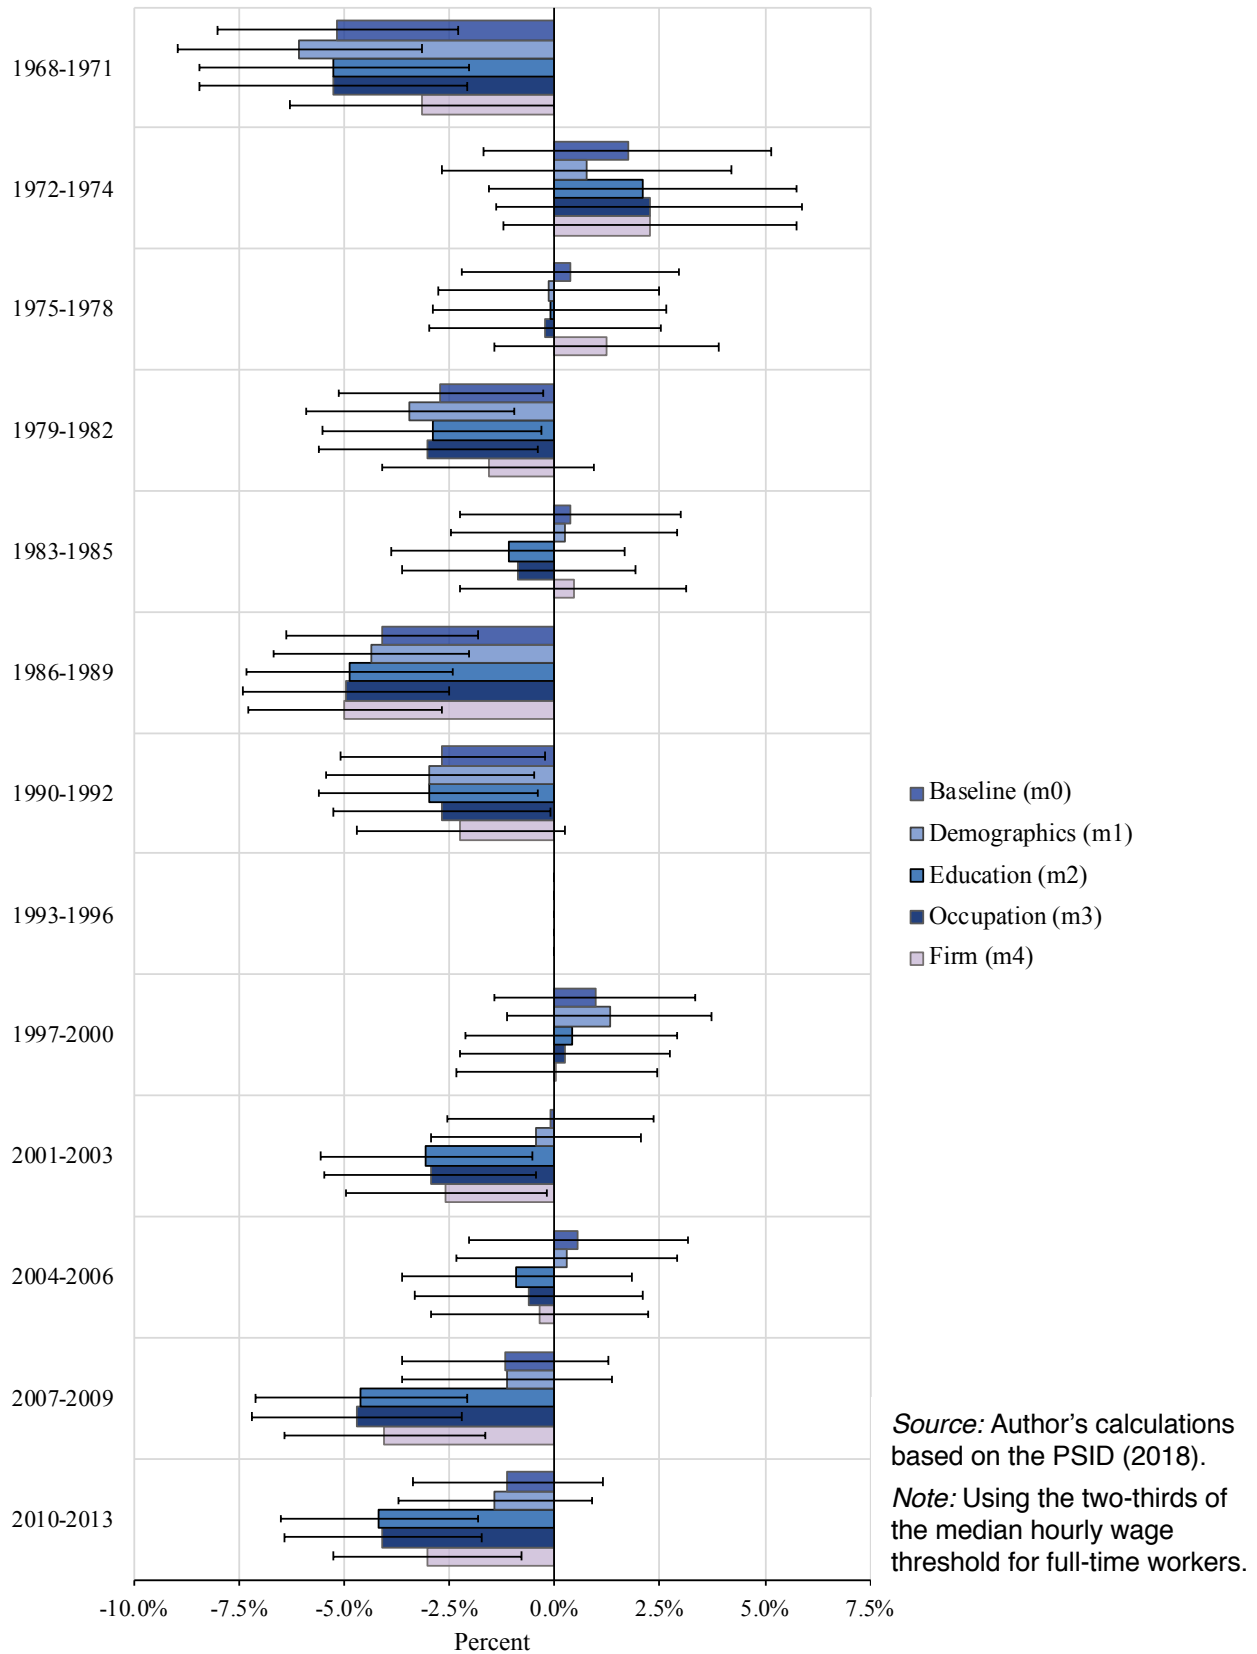 1968-1971
1972-1974
1975-1978
1979-1982
1983-1985
1986-1989
1990-1992
1993-1996
1997-2000
2001-2003
2004-2006
2007-2009
2010-2013
-10.0% -7.5% -5.0% -2.5% 0.0% 2.5% 5.0% 7.5%
Percent
Baseline (m0)
Demographics (m1)
Education (m2)
Occupation (m3)
Firm (m4)
Source: Author’s calculations
based on the PSID (2018).
Note: Using the two-thirds of
the median hourly wage
threshold for full-time workers.